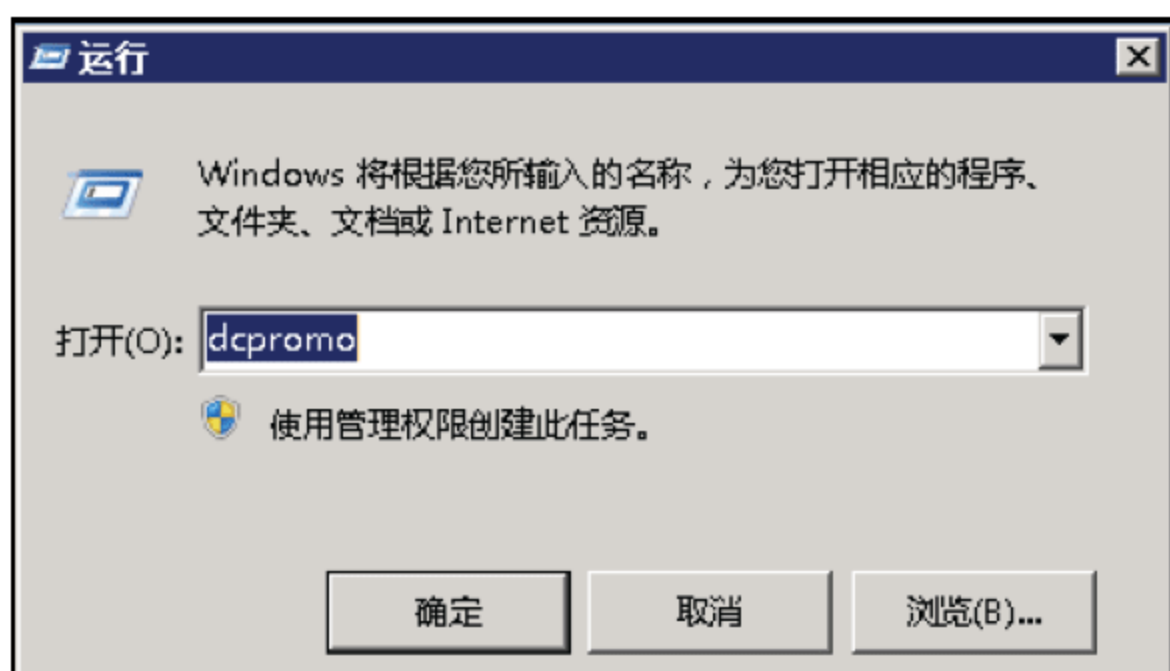 运行
Windows 将根据您所输入的名称，为您打开相应的程序、
文件夹、文档或 Internet 资源。
打开(O): dcpromo
使用管理权限创建此任务。
确定 取消 浏览(B)...